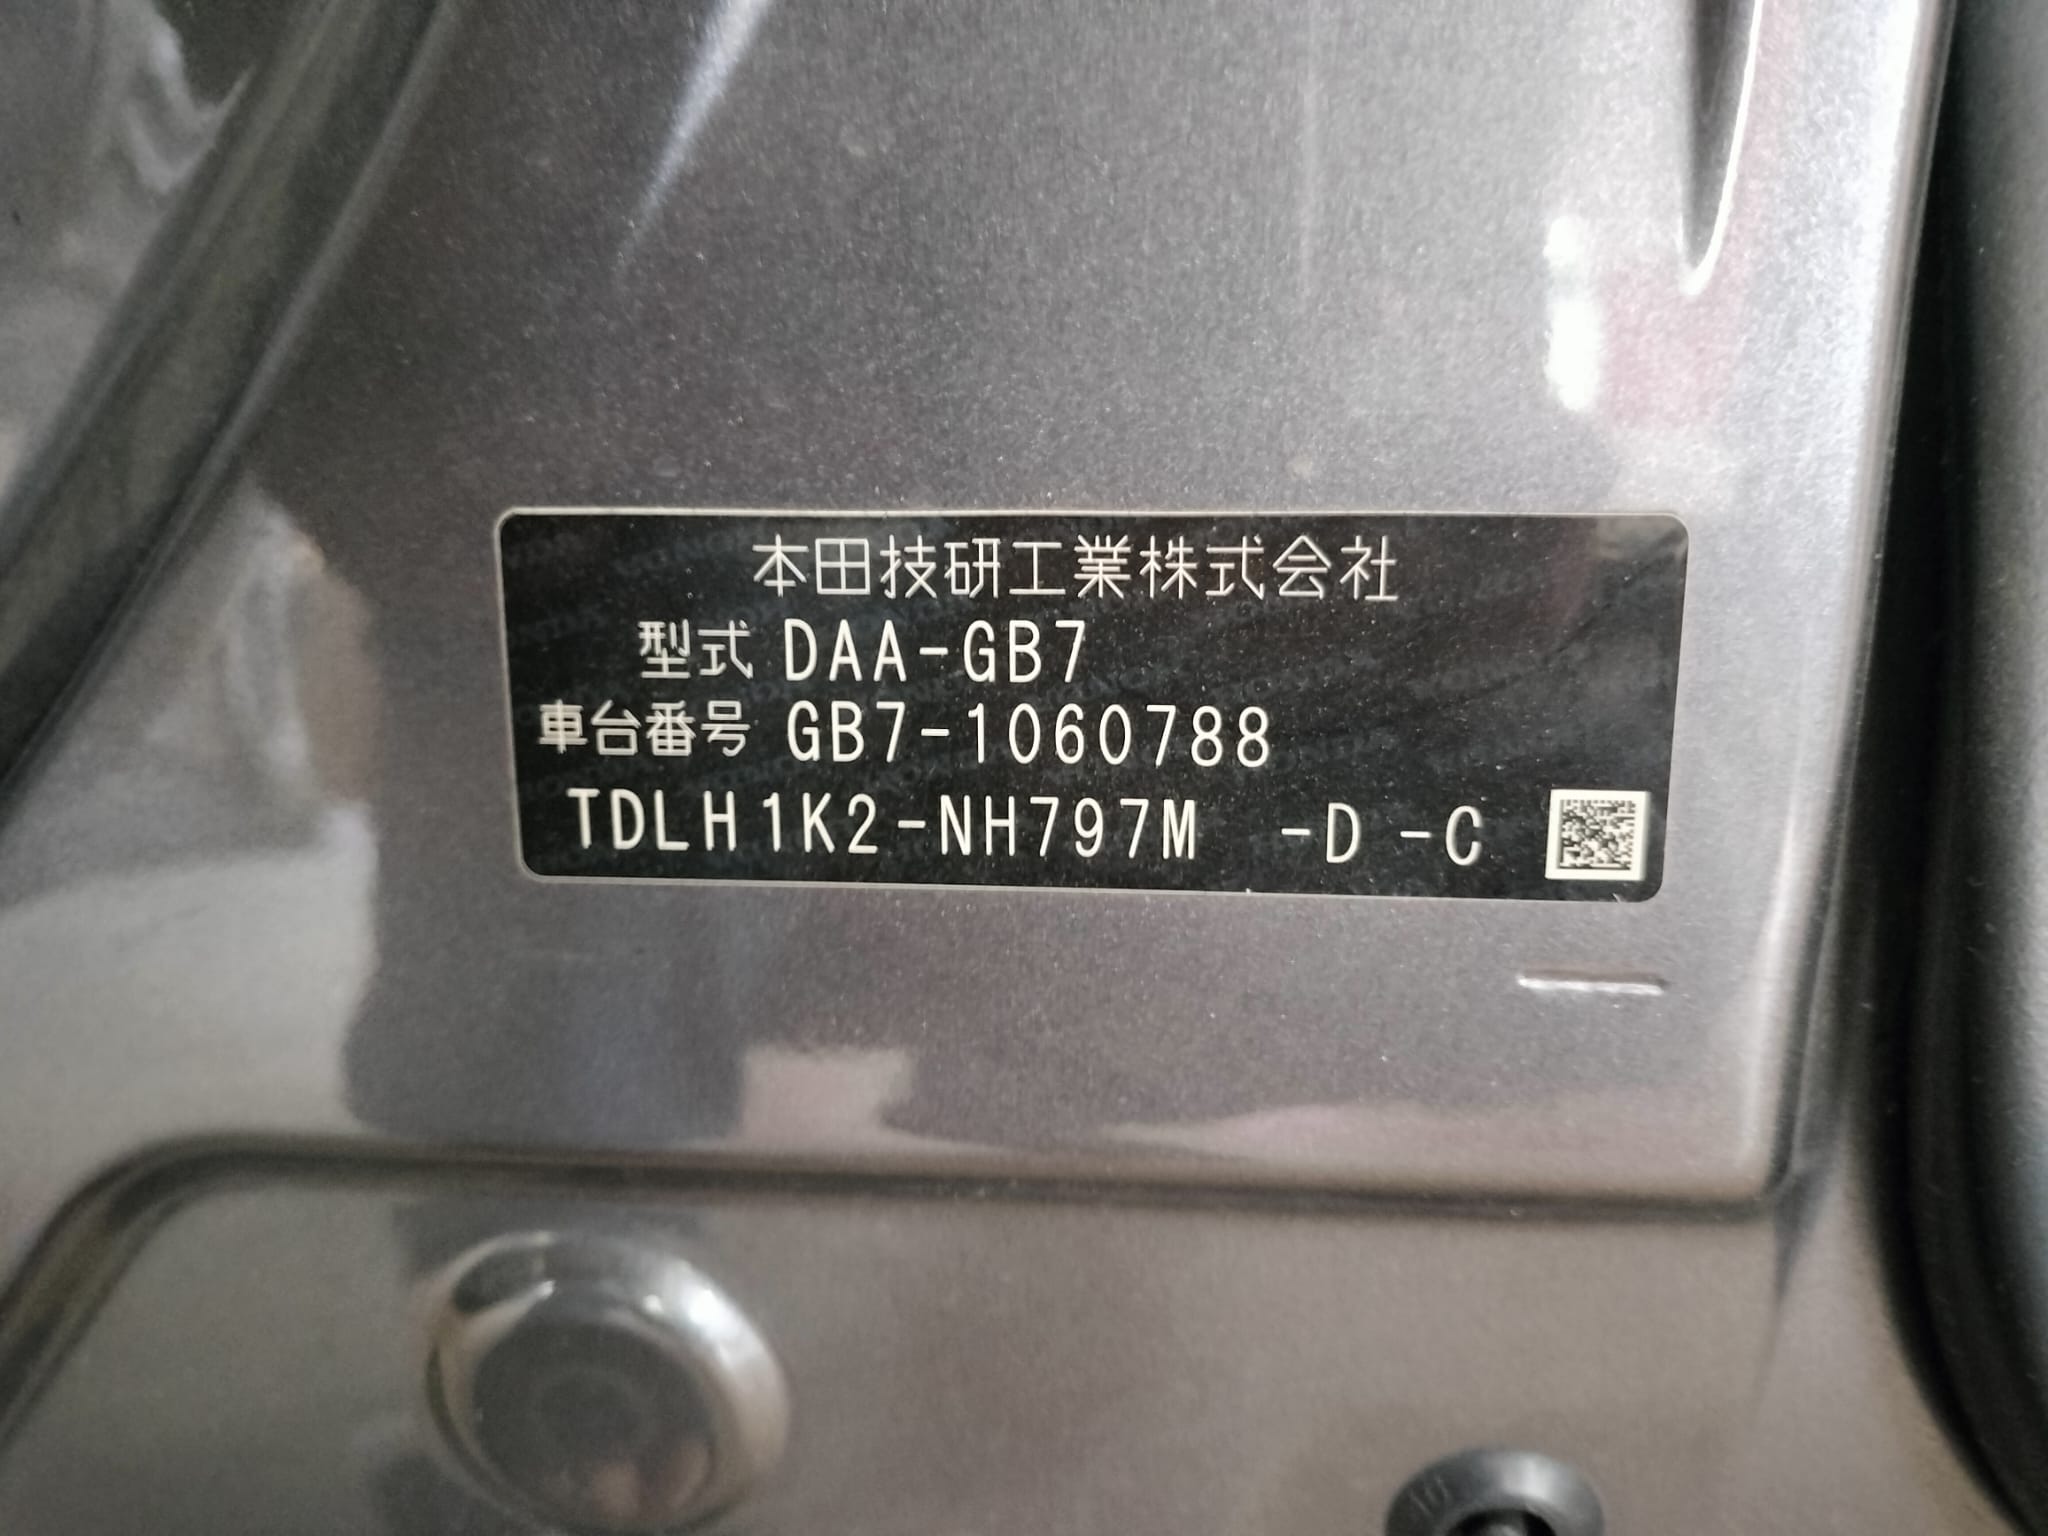 本田技研工業株式会社
型式 DAA-GB7
車台番号 GB7-1060788
TDLH1K2-NH797M -D -C